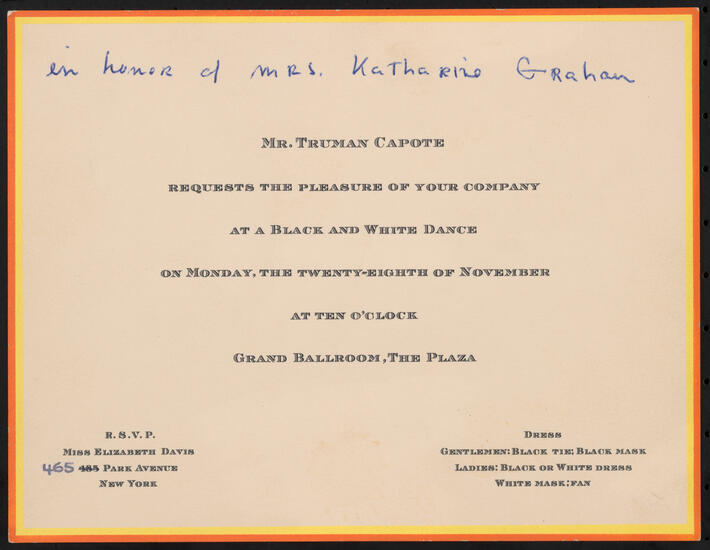 in honor of mrs. Katharine Graham
Mr. Truman Capote
requests the pleasure of your company
at a Black and White Dance
on Monday, the twenty-eighth of November
at ten o'clock
Grand Ballroom, The Plaza
R.S.V.P.
Miss Elizabeth Davis
465 485 Park Avenue
New York
Dress
Gentlemen: Black tie; Black mask
Ladies: Black or White dress
White mask; fan